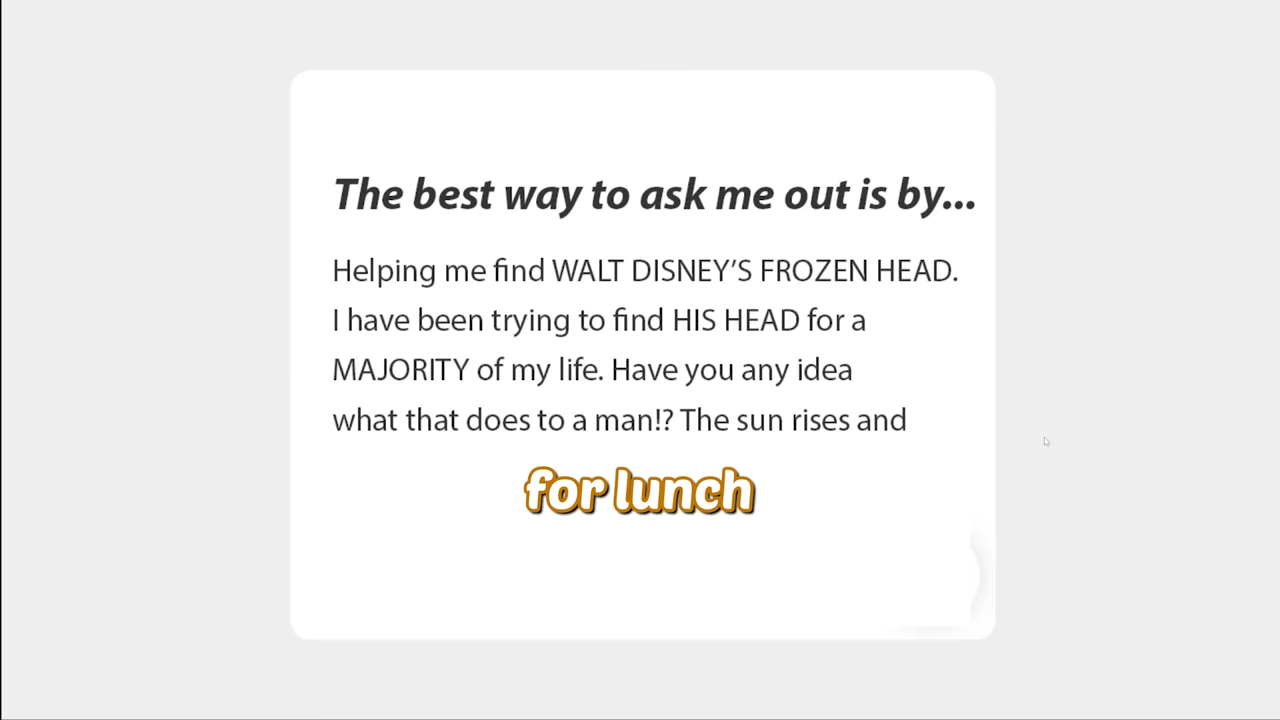 The best way to ask me out is by...
Helping me find WALT DISNEY’S FROZEN HEAD.
I have been trying to find HIS HEAD for a
MAJORITY of my life. Have you any idea
what that does to a man!? The sun rises and
for lunch